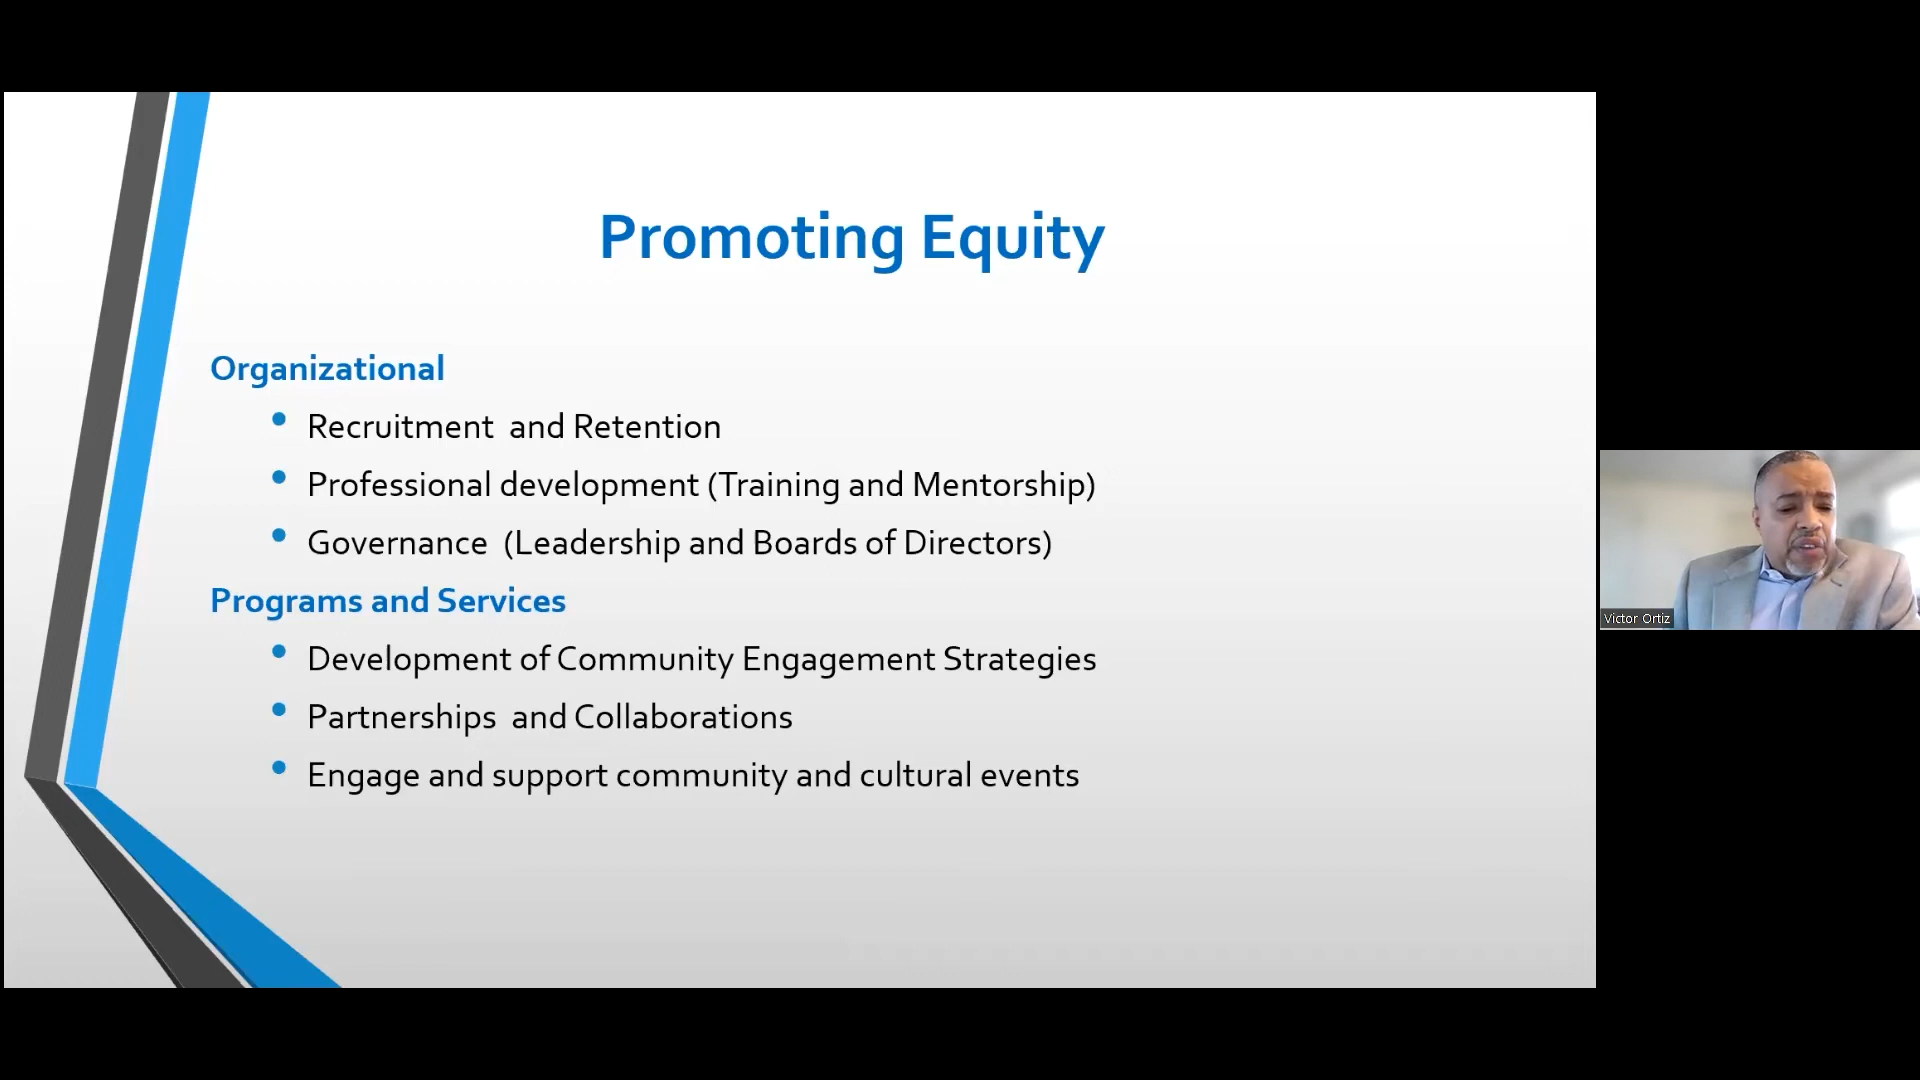 Promoting Equity
Organizational
• Recruitment  and Retention
• Professional development (Training and Mentorship)
• Governance  (Leadership and Boards of Directors)
Programs and Services
• Development of Community Engagement Strategies
• Partnerships  and Collaborations
• Engage and support community and cultural events
Victor Ortiz